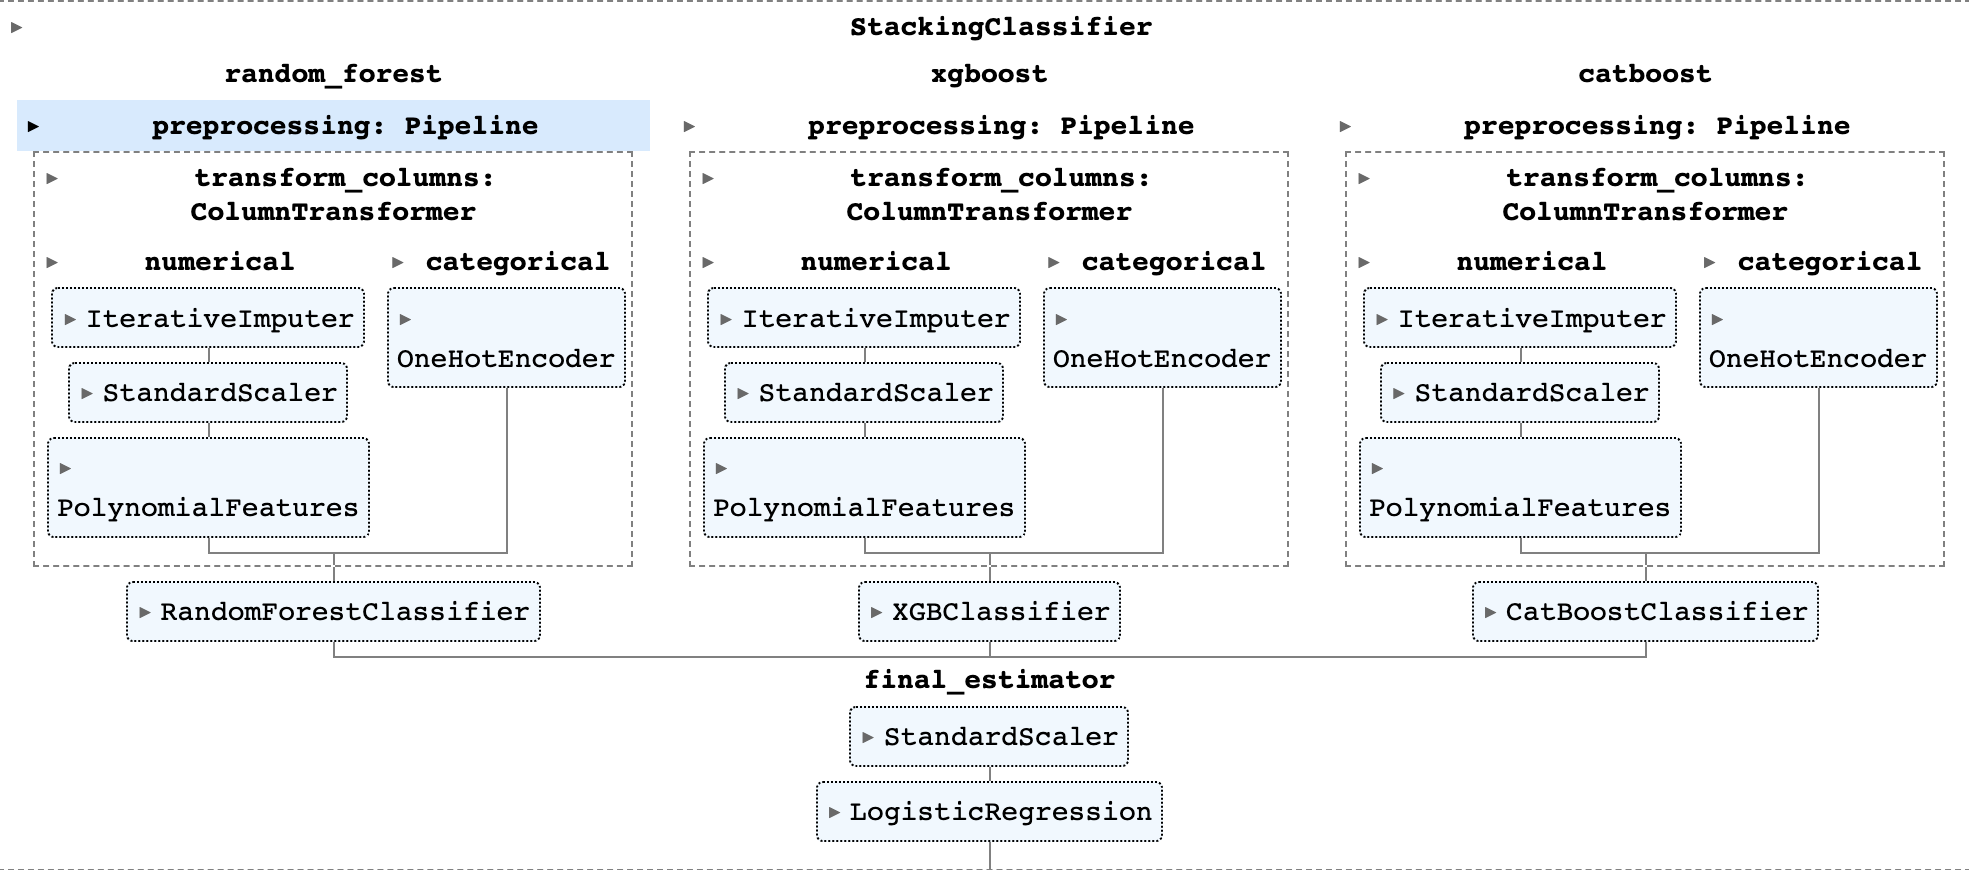 StackingClassifier
random_forest
xgboost
catboost
preprocessing: Pipeline
preprocessing: Pipeline
preprocessing: Pipeline
transform_columns:
ColumnTransformer
transform_columns:
ColumnTransformer
transform_columns:
ColumnTransformer
numerical
categorical
numerical
categorical
numerical
categorical
IterativeImputer
OneHotEncoder
IterativeImputer
OneHotEncoder
IterativeImputer
OneHotEncoder
StandardScaler
StandardScaler
StandardScaler
PolynomialFeatures
PolynomialFeatures
PolynomialFeatures
RandomForestClassifier
XGBClassifier
CatBoostClassifier
final_estimator
StandardScaler
LogisticRegression